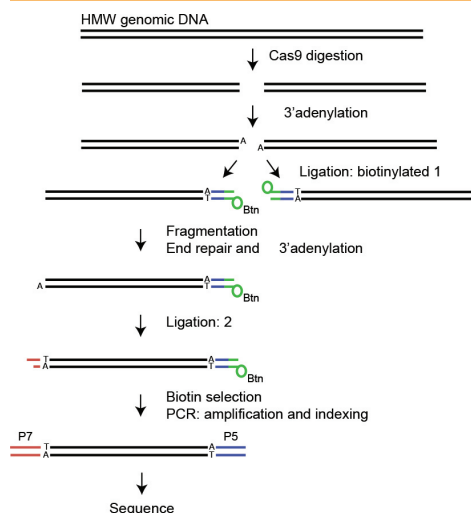 HMW genomic DNA
Cas9 digestion
3'adenylation
A
A
Ligation: biotinylated 1
A
T
Btn
T
A
Fragmentation
End repair and 3'adenylation
A
A
T
Btn
Ligation: 2
T
A
A
T
Btn
Biotin selection
PCR: amplification and indexing
P7
P5
T
A
A
T
Sequence